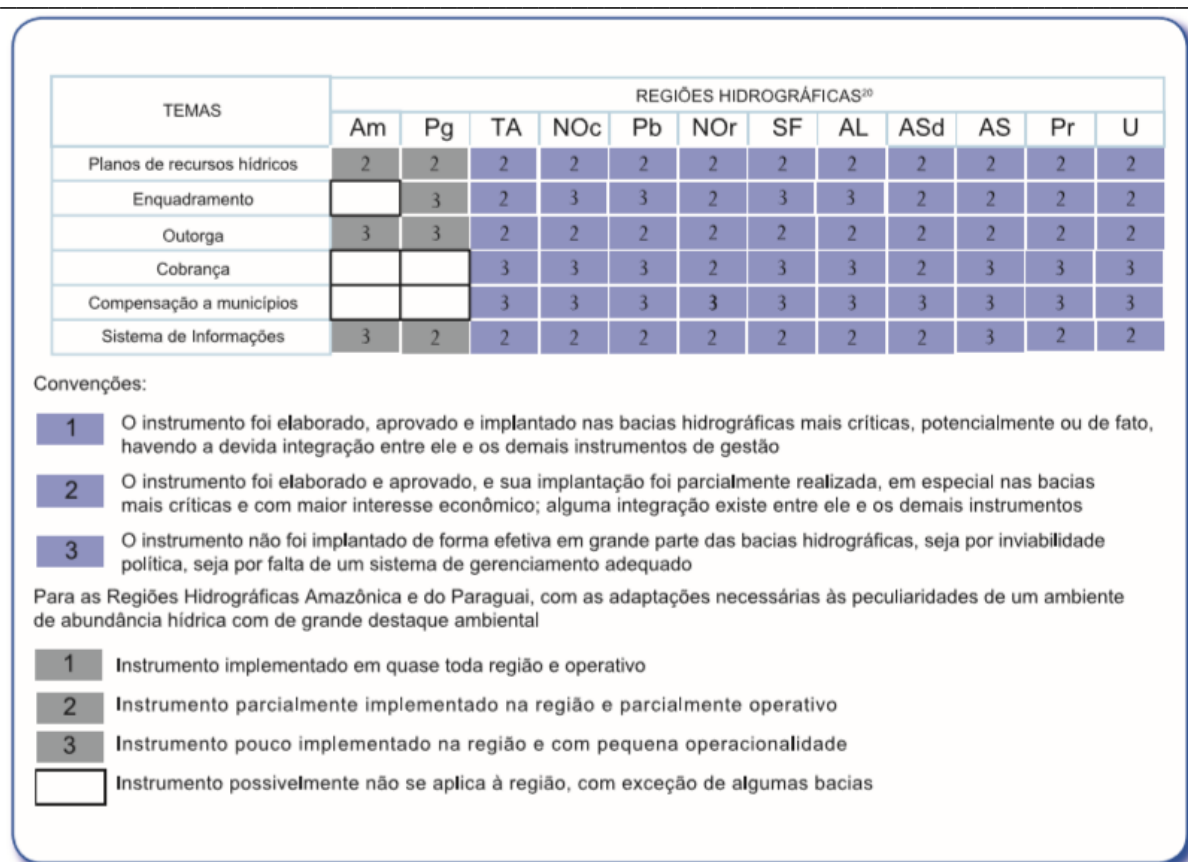 REGIÕES HIDROGRÁFICAS²⁰
TEMAS
Am Pg TA NOc Pb NOr SF AL ASd AS Pr U
Planos de recursos hídricos 2 2 2 2 2 2 2 2 2 2 2 2
Enquadramento 3 2 3 3 2 3 3 2 2 2 2
Outorga 3 3 2 2 2 2 2 2 2 2 2 2
Cobrança 3 3 3 2 3 3 2 3 3 3
Compensação a municípios 3 3 3 3 3 3 3 3 3 3
Sistema de Informações 3 2 2 2 2 2 2 2 2 3 2 2
Convenções:
1 O instrumento foi elaborado, aprovado e implantado nas bacias hidrográficas mais críticas, potencialmente ou de fato,
havendo a devida integração entre ele e os demais instrumentos de gestão
2 O instrumento foi elaborado e aprovado, e sua implantação foi parcialmente realizada, em especial nas bacias
mais críticas e com maior interesse econômico; alguma integração existe entre ele e os demais instrumentos
3 O instrumento não foi implantado de forma efetiva em grande parte das bacias hidrográficas, seja por inviabilidade
política, seja por falta de um sistema de gerenciamento adequado
Para as Regiões Hidrográficas Amazônica e do Paraguai, com as adaptações necessárias às peculiaridades de um ambiente
de abundância hídrica com de grande destaque ambiental
1 Instrumento implementado em quase toda região e operativo
2 Instrumento parcialmente implementado na região e parcialmente operativo
3 Instrumento pouco implementado na região e com pequena operacionalidade
Instrumento possivelmente não se aplica à região, com exceção de algumas bacias